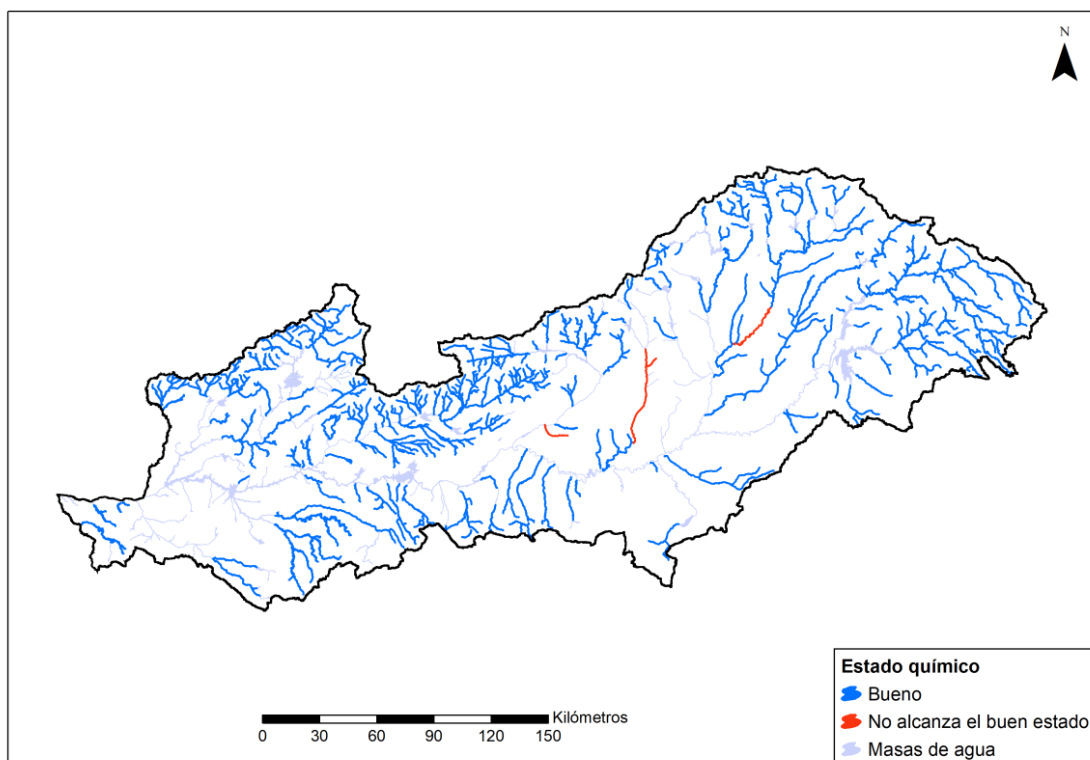 N
Kilómetros
0 30 60 90 120 150
Estado químico
Bueno
No alcanza el buen estado
Masas de agua